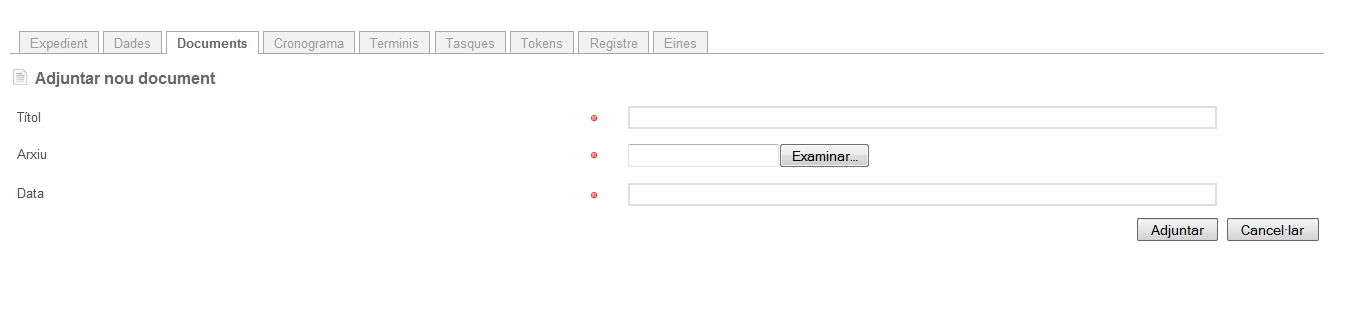 Expedient Dades Documents Cronograma Terminis Tasques Tokens Registre Eines
Adjuntar nou document
Títol
Arxiu Examinar...
Data
Adjuntar Cancel·lar